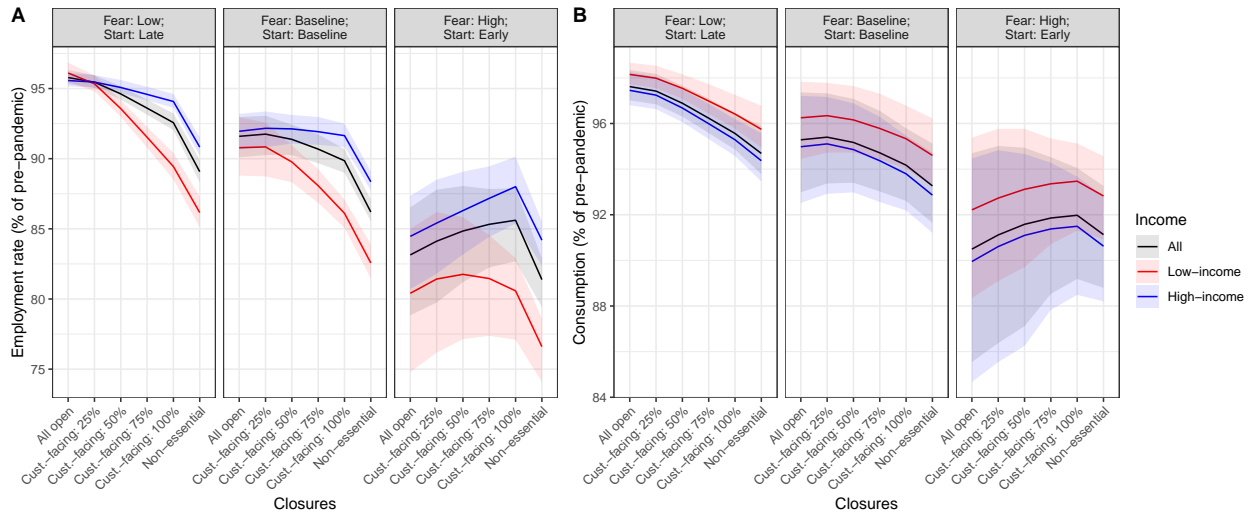 A
Fear: Low;
Start: Late
Fear: Baseline;
Start: Baseline
Fear: High;
Start: Early
Employment rate (% of pre−pandemic)
95
90
85
80
75
All open
Cust.−facing: 25%
Cust.−facing: 50%
Cust.−facing: 75%
Cust.−facing: 100%
Non−essential
All open
Cust.−facing: 25%
Cust.−facing: 50%
Cust.−facing: 75%
Cust.−facing: 100%
Non−essential
All open
Cust.−facing: 25%
Cust.−facing: 50%
Cust.−facing: 75%
Cust.−facing: 100%
Non−essential
Closures
B
Fear: Low;
Start: Late
Fear: Baseline;
Start: Baseline
Fear: High;
Start: Early
Consumption (% of pre−pandemic)
96
92
88
84
All open
Cust.−facing: 25%
Cust.−facing: 50%
Cust.−facing: 75%
Cust.−facing: 100%
Non−essential
All open
Cust.−facing: 25%
Cust.−facing: 50%
Cust.−facing: 75%
Cust.−facing: 100%
Non−essential
All open
Cust.−facing: 25%
Cust.−facing: 50%
Cust.−facing: 75%
Cust.−facing: 100%
Non−essential
Closures
Income
All
Low−income
High−income